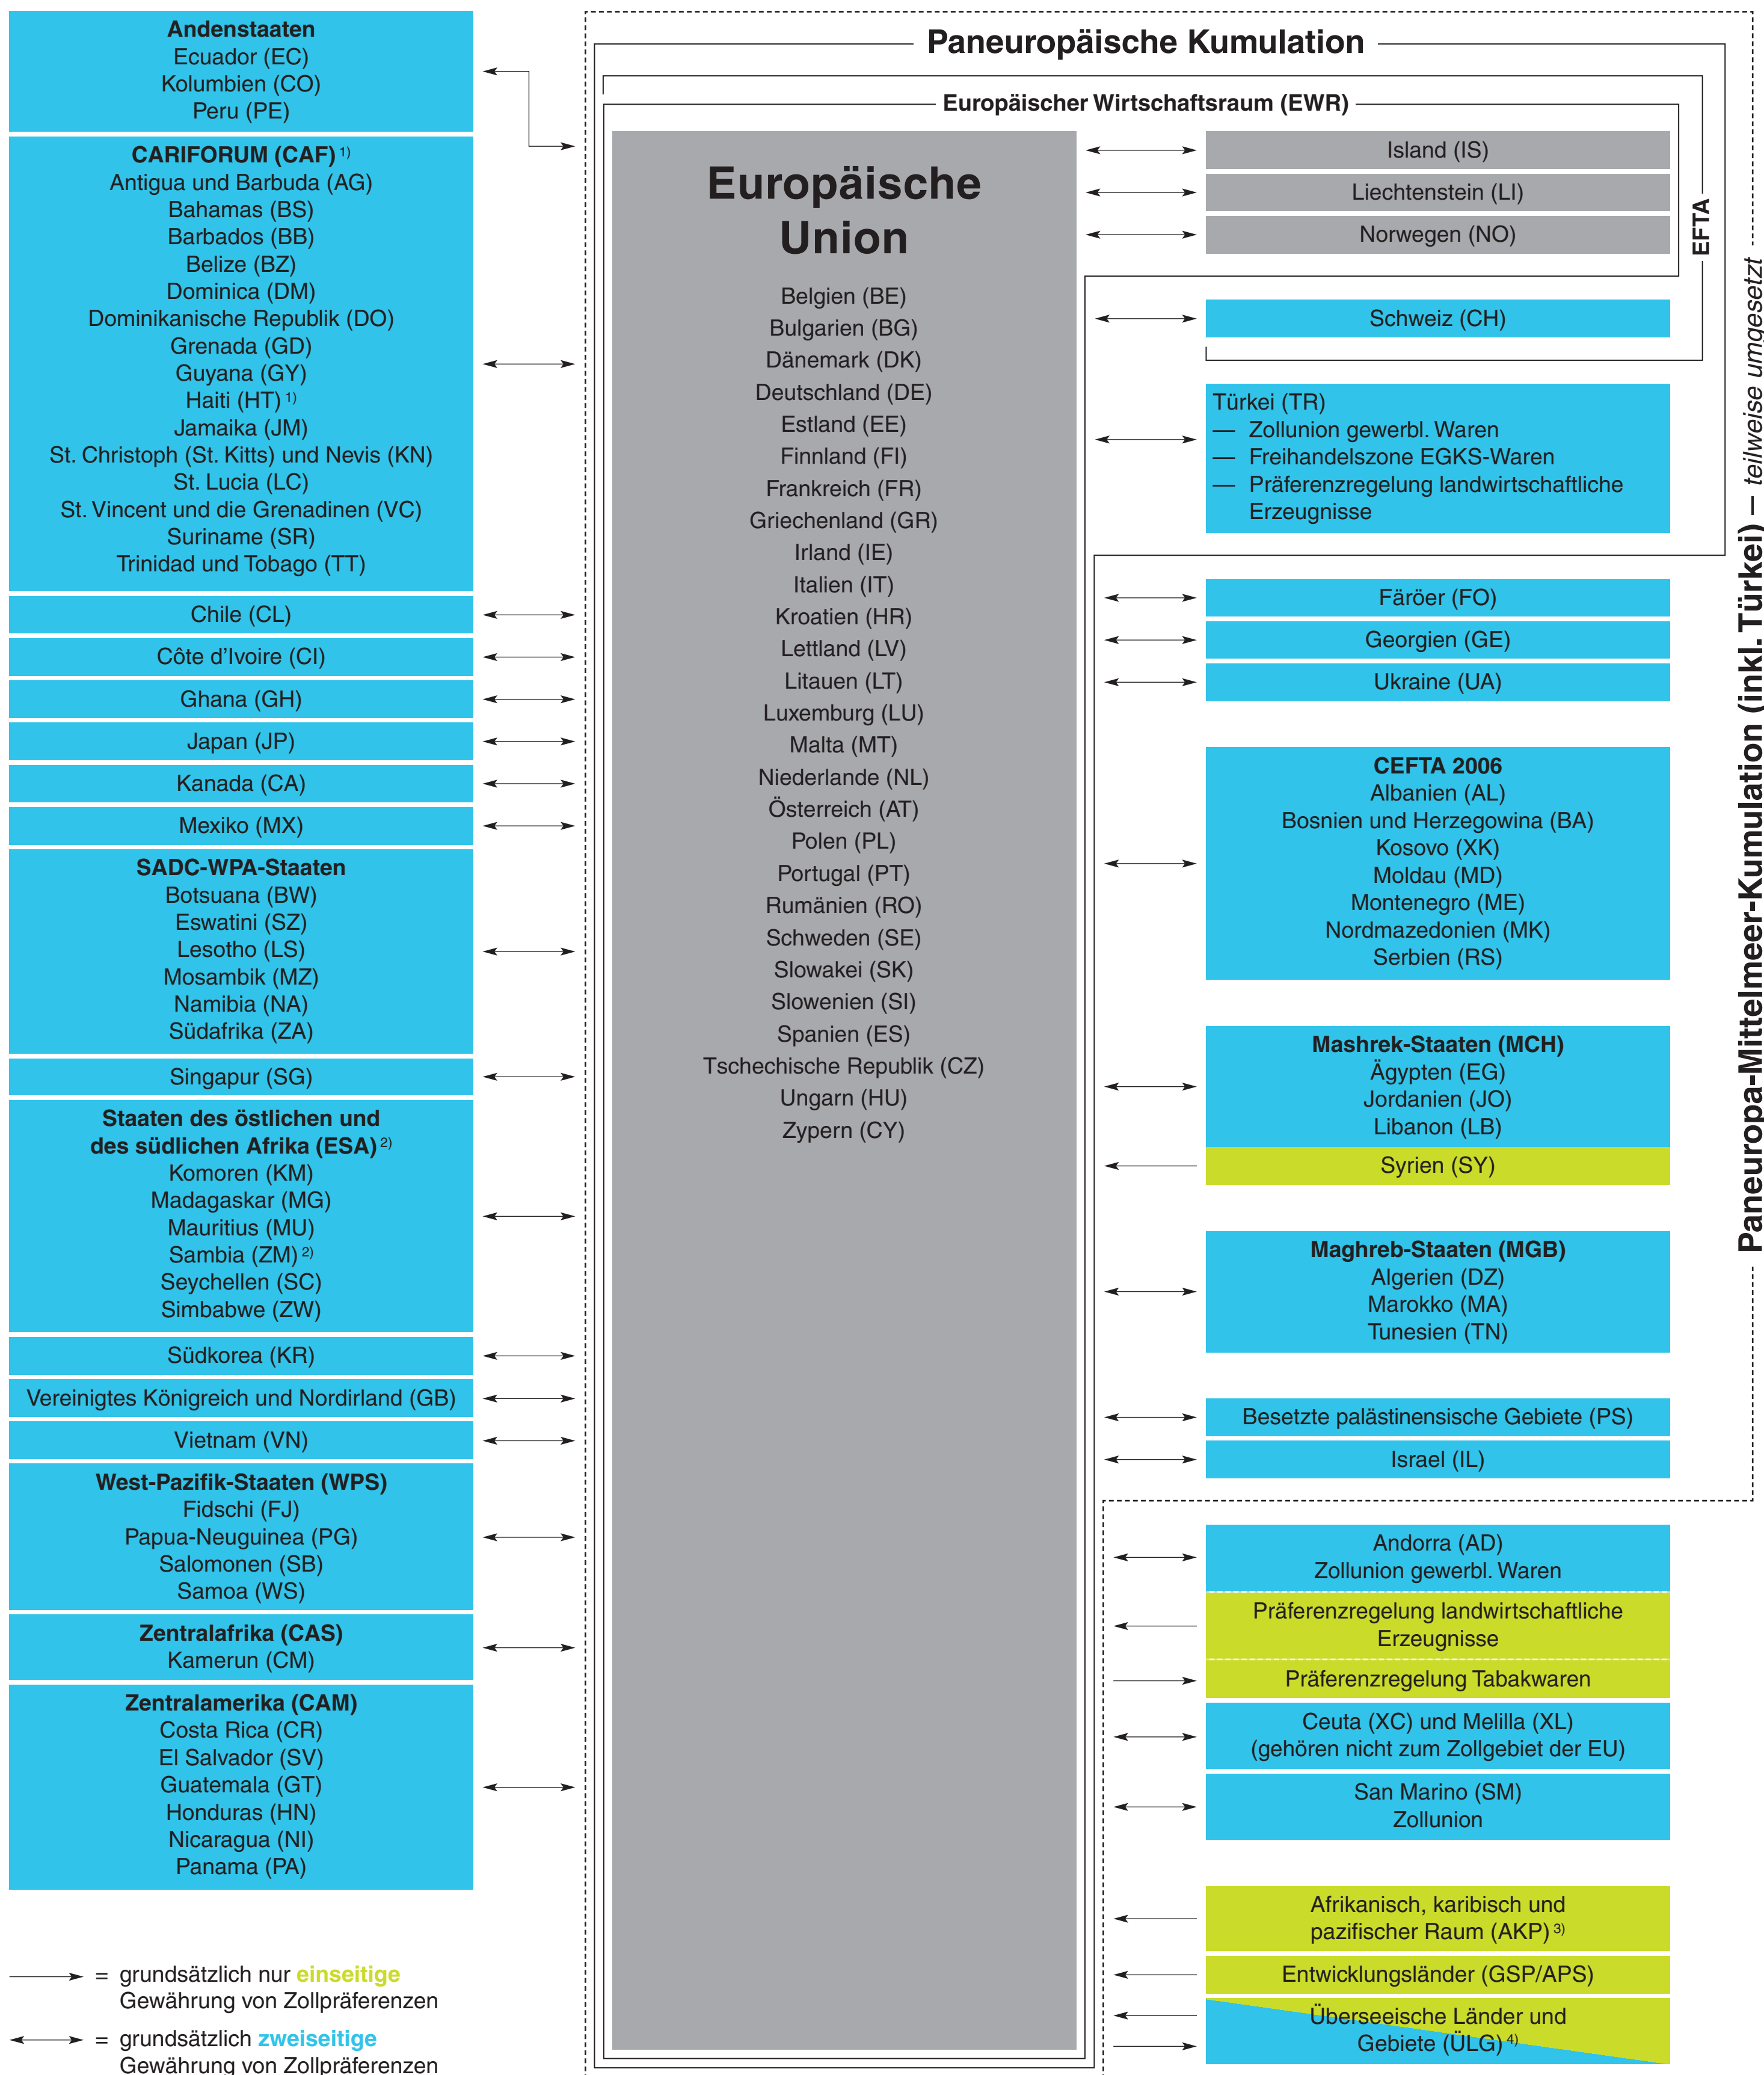 Andenstaaten
Ecuador (EC)
Kolumbien (CO)
Peru (PE)
CARIFORUM (CAF) 1)
Antigua und Barbuda (AG)
Bahamas (BS)
Barbados (BB)
Belize (BZ)
Dominica (DM)
Dominikanische Republik (DO)
Grenada (GD)
Guyana (GY)
Haiti (HT) 1)
Jamaika (JM)
St. Christoph (St. Kitts) und Nevis (KN)
St. Lucia (LC)
St. Vincent und die Grenadinen (VC)
Suriname (SR)
Trinidad und Tobago (TT)
Chile (CL)
Côte d’Ivoire (CI)
Ghana (GH)
Japan (JP)
Kanada (CA)
Mexiko (MX)
SADC-WPA-Staaten
Botsuana (BW)
Eswatini (SZ)
Lesotho (LS)
Mosambik (MZ)
Namibia (NA)
Südafrika (ZA)
Singapur (SG)
Staaten des östlichen und
des südlichen Afrika (ESA) 2)
Komoren (KM)
Madagaskar (MG)
Mauritius (MU)
Sambia (ZM) 2)
Seychellen (SC)
Simbabwe (ZW)
Südkorea (KR)
Vereinigtes Königreich und Nordirland (GB)
Vietnam (VN)
West-Pazifik-Staaten (WPS)
Fidschi (FJ)
Papua-Neuguinea (PG)
Salomonen (SB)
Samoa (WS)
Zentralafrika (CAS)
Kamerun (CM)
Zentralamerika (CAM)
Costa Rica (CR)
El Salvador (SV)
Guatemala (GT)
Honduras (HN)
Nicaragua (NI)
Panama (PA)
= grundsätzlich nur einseitige
Gewährung von Zollpräferenzen
= grundsätzlich zweiseitige
Gewährung von Zollpräferenzen
Paneuropäische Kumulation
Europäischer Wirtschaftsraum (EWR)
Europäische
Union
Belgien (BE)
Bulgarien (BG)
Dänemark (DK)
Deutschland (DE)
Estland (EE)
Finnland (FI)
Frankreich (FR)
Griechenland (GR)
Irland (IE)
Italien (IT)
Kroatien (HR)
Lettland (LV)
Litauen (LT)
Luxemburg (LU)
Malta (MT)
Niederlande (NL)
Österreich (AT)
Polen (PL)
Portugal (PT)
Rumänien (RO)
Schweden (SE)
Slowakei (SK)
Slowenien (SI)
Spanien (ES)
Tschechische Republik (CZ)
Ungarn (HU)
Zypern (CY)
Island (IS)
Liechtenstein (LI)
Norwegen (NO)
EFTA
Schweiz (CH)
Türkei (TR)
— Zollunion gewerbl. Waren
— Freihandelszone EGKS-Waren
— Präferenzregelung landwirtschaftliche
Erzeugnisse
Färöer (FO)
Georgien (GE)
Ukraine (UA)
CEFTA 2006
Albanien (AL)
Bosnien und Herzegowina (BA)
Kosovo (XK)
Moldau (MD)
Montenegro (ME)
Nordmazedonien (MK)
Serbien (RS)
Mashrek-Staaten (MCH)
Ägypten (EG)
Jordanien (JO)
Libanon (LB)
Syrien (SY)
Maghreb-Staaten (MGB)
Algerien (DZ)
Marokko (MA)
Tunesien (TN)
Besetzte palästinensische Gebiete (PS)
Israel (IL)
Paneuropa-Mittelmeer-Kumulation (inkl. Türkei) — teilweise umgesetzt
Andorra (AD)
Zollunion gewerbl. Waren
Präferenzregelung landwirtschaftliche
Erzeugnisse
Präferenzregelung Tabakwaren
Ceuta (XC) und Melilla (XL)
(gehören nicht zum Zollgebiet der EU)
San Marino (SM)
Zollunion
Afrikanisch, karibisch und
pazifischer Raum (AKP) 3)
Entwicklungsländer (GSP/APS)
Überseeische Länder und
Gebiete (ÜLG) 4)